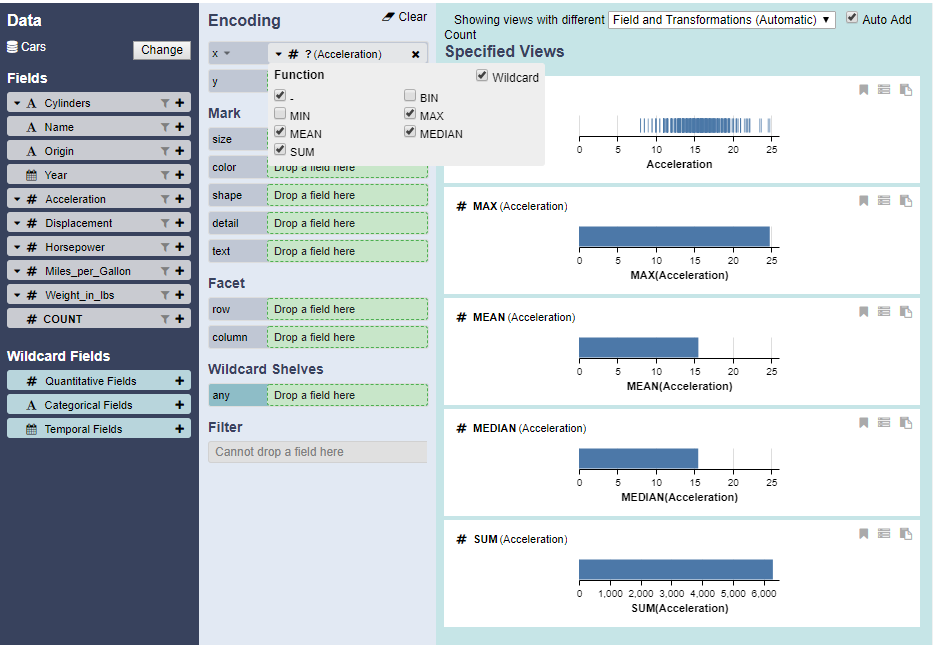 Data
Cars
Change
Fields
A Cylinders
A Name
A Origin
Year
# Acceleration
# Displacement
# Horsepower
# Miles_per_Gallon
# Weight_in_lbs
# COUNT
Wildcard Fields
# Quantitative Fields
A Categorical Fields
Temporal Fields
Encoding
Clear
x
# ? (Acceleration)
y
Function
Wildcard
-
BIN
MIN
MAX
MEAN
MEDIAN
SUM
Mark
size
color Drop a field here
shape Drop a field here
detail Drop a field here
text Drop a field here
Facet
row Drop a field here
column Drop a field here
Wildcard Shelves
any Drop a field here
Filter
Cannot drop a field here
Showing views with different Field and Transformations (Automatic) Auto Add
Count
Specified Views
0 5 10 15 20 25
Acceleration
# MAX (Acceleration)
0 5 10 15 20 25
MAX(Acceleration)
# MEAN (Acceleration)
0 5 10 15 20 25
MEAN(Acceleration)
# MEDIAN (Acceleration)
0 5 10 15 20 25
MEDIAN(Acceleration)
# SUM (Acceleration)
0 1,000 2,000 3,000 4,000 5,000 6,000
SUM(Acceleration)